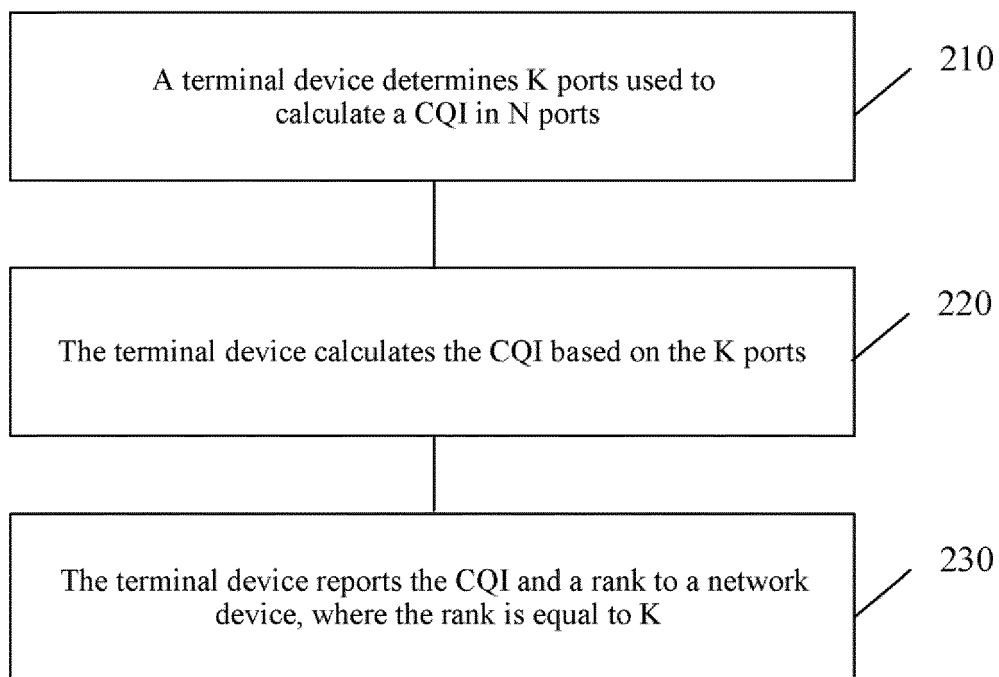 A terminal device determines K ports used to
calculate a CQI in N ports
210
The terminal device calculates the CQI based on the K ports
220
The terminal device reports the CQI and a rank to a network
device, where the rank is equal to K
230